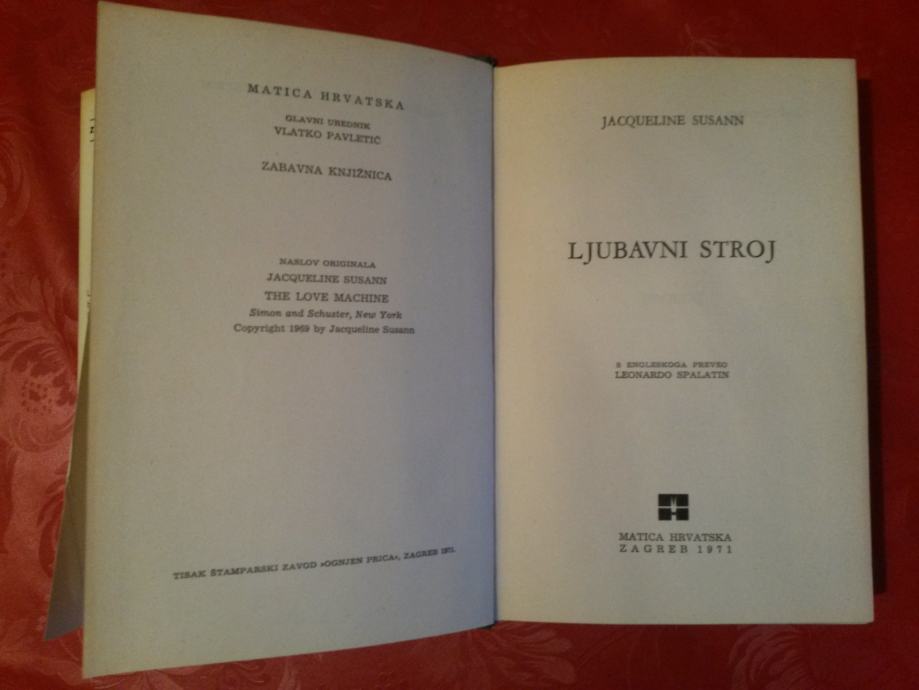 MATICA HRVATSKA
GLAVNI UREDNIK
VLATKO PAVLETIĆ
ZABAVNA KNJIŽNICA
NASLOV ORIGINALA
JACQUELINE SUSANN
THE LOVE MACHINE
Simon and Schuster, New York
Copyright 1969 by Jacqueline Susann
TISAK ŠTAMPARSKI ZAVOD »OGNJEN PRICA«, ZAGREB 1971.
JACQUELINE SUSANN
LJUBAVNI STROJ
S ENGLESKOGA PREVEO
LEONARDO SPALATIN
MATICA HRVATSKA
ZAGREB 1971